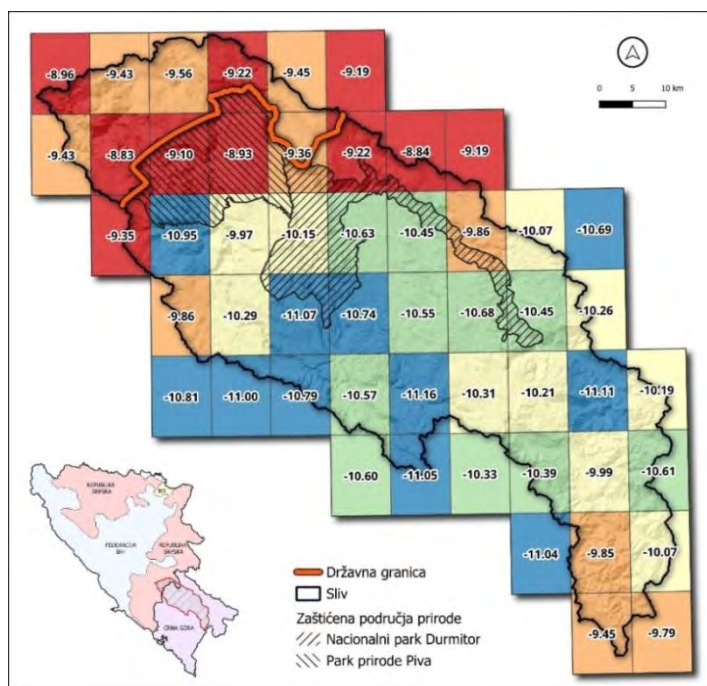 -8.96 -9.43 -9.56 -9.22 -9.45 -9.19
0 5 10 km
-9.43 -8.83 -9.10 -8.93 -9.36 -9.22 -8.84 -9.19
-9.35 -10.95 -9.97 -10.15 -10.63 -10.45 -9.86 -10.07 -10.69
-9.86 -10.29 -11.07 -10.74 -10.55 -10.68 -10.45 -10.26
-10.81 -11.00 -10.79 -10.57 -11.16 -10.31 -10.21 -11.11 -10.19
-10.60 -11.05 -10.33 -10.39 -9.99 -10.61
-11.04 -9.85 -10.07
-9.45 -9.79
REPUBLIKA
SRPSKA
FEDERACIJA
BIH
REPUBLIKA
SRPSKA
CRNA GORA
Državna granica
Sliv
Zaštićena područja prirode
Nacionalni park Durmitor
Park prirode Piva